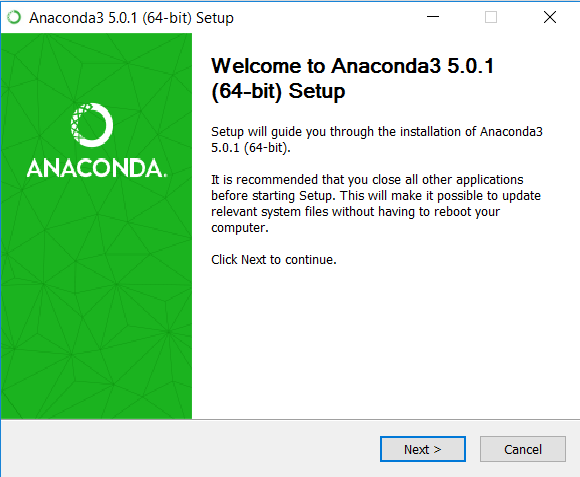 Anaconda3 5.0.1 (64-bit) Setup
Welcome to Anaconda3 5.0.1
(64-bit) Setup
ANACONDA.
Setup will guide you through the installation of Anaconda3
5.0.1 (64-bit).
It is recommended that you close all other applications
before starting Setup. This will make it possible to update
relevant system files without having to reboot your
computer.
Click Next to continue.
Next >
Cancel